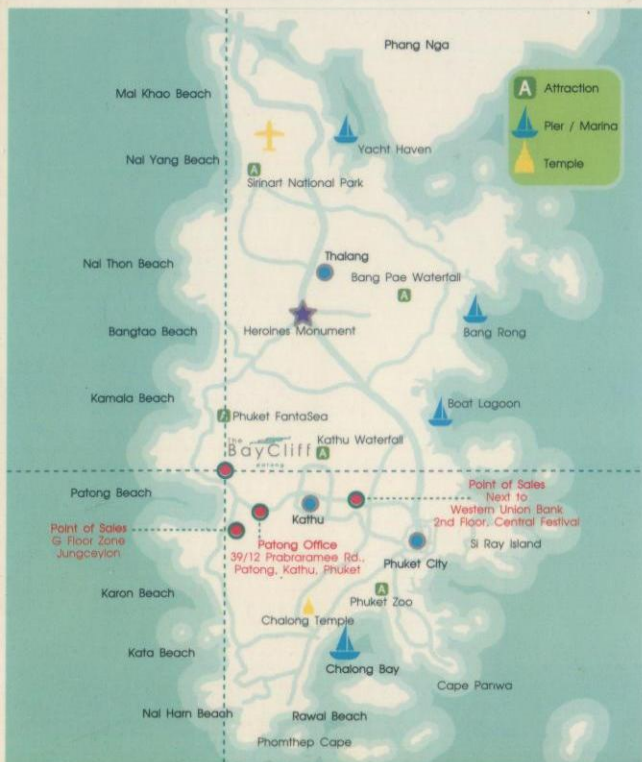 Phang Nga
A Attraction
Pier / Marina
Temple
Mai Khao Beach
Yacht Haven
Nai Yang Beach
A
Sirinart National Park
Thalang
Nai Thon Beach
Bang Pae Waterfall
A
Bangtao Beach
Heroines Monument
Bang Rong
Kamala Beach
Boat Lagoon
A Phuket FantaSea
The
BayCliff
patong
Kathu Waterfall
A
Patong Beach
Point of Sales
Next to
Western Union Bank
2nd Floor, Central Festival
Kathu
Point of Sales
G Floor Zone
Jungceylon
Patong Office
39/12 Prabraramee Rd.,
Patong, Kathu, Phuket
Si Ray Island
Phuket City
Karon Beach
A
Phuket Zoo
Chalong Temple
Kata Beach
Chalong Bay
Cape Panwa
Nai Harn Beach
Rawai Beach
Phomthep Cape